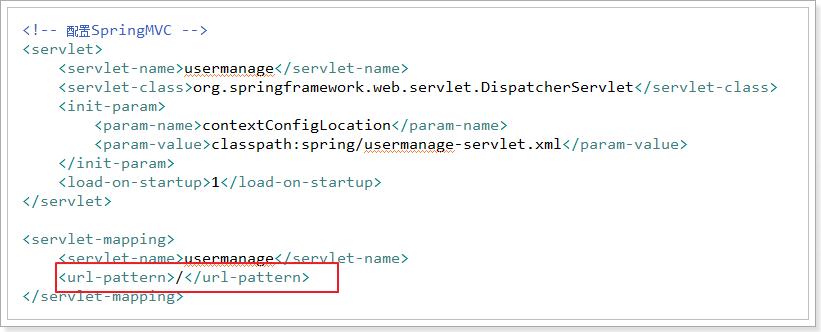 <!-- 配置SpringMVC -->
<servlet>
    <servlet-name>usermanage</servlet-name>
    <servlet-class>org.springframework.web.servlet.DispatcherServlet</servlet-class>
    <init-param>
        <param-name>contextConfigLocation</param-name>
        <param-value>classpath:spring/usermanage-servlet.xml</param-value>
    </init-param>
    <load-on-startup>1</load-on-startup>
</servlet>

<servlet-mapping>
    <servlet-name>usermanage</servlet-name>
    <url-pattern>/</url-pattern>
</servlet-mapping>